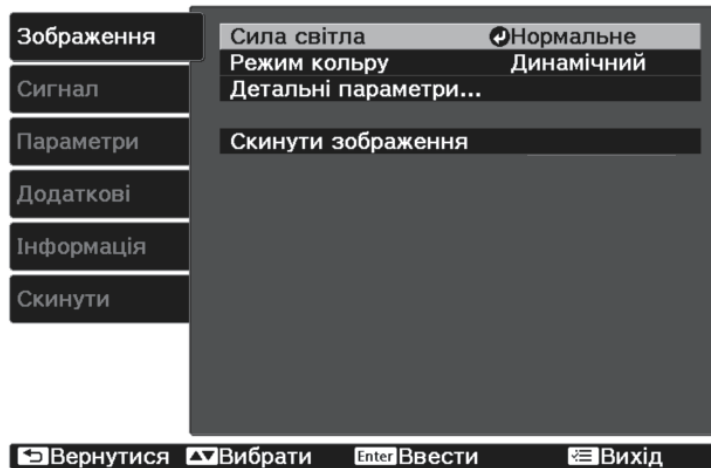 Зображення
Сигнал
Параметри
Додаткові
Інформація
Скинути
Сила світла Нормальне
Режим кольру Динамічний
Детальні параметри...
Скинути зображення
Вернутися Вибрати Enter Ввести Вихід